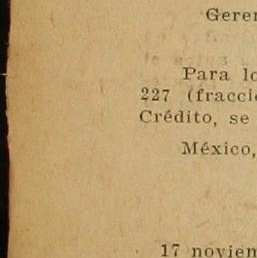 Geren
Para lo
227 (fracci
Crédito, se
México,
17 noviem